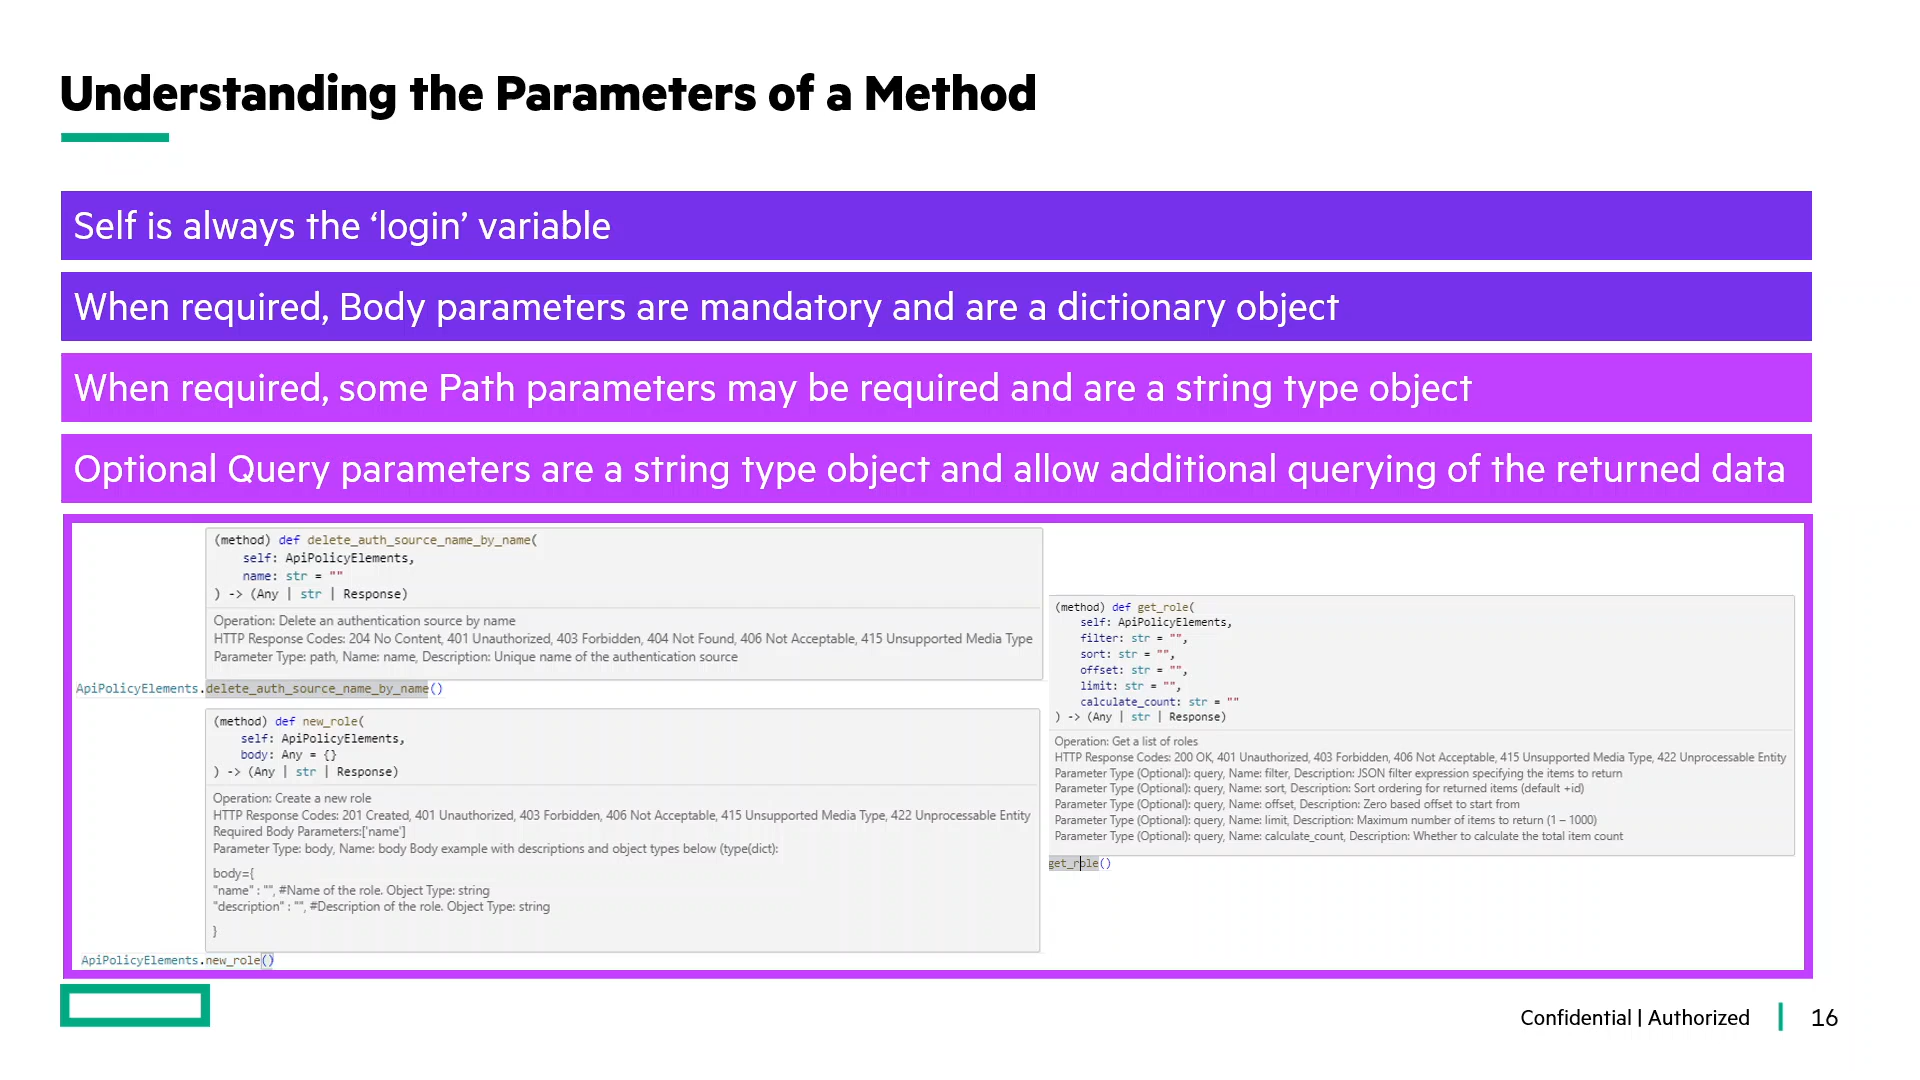 Understanding the Parameters of a Method
Self is always the ‘login’ variable
When required, Body parameters are mandatory and are a dictionary object
When required, some Path parameters may be required and are a string type object
Optional Query parameters are a string type object and allow additional querying of the returned data
(method) def delete_auth_source_name_by_name(
self: ApiPolicyElements,
name: str = ""
) -> (Any | str | Response)
Operation: Delete an authentication source by name
HTTP Response Codes: 204 No Content, 401 Unauthorized, 403 Forbidden, 404 Not Found, 406 Not Acceptable, 415 Unsupported Media Type
Parameter Type: path, Name: name, Description: Unique name of the authentication source
ApiPolicyElements.delete_auth_source_name_by_name()
(method) def new_role(
self: ApiPolicyElements,
body: Any = {}
) -> (Any | str | Response)
Operation: Create a new role
HTTP Response Codes: 201 Created, 401 Unauthorized, 403 Forbidden, 406 Not Acceptable, 415 Unsupported Media Type, 422 Unprocessable Entity
Required Body Parameters:['name']
Parameter Type: body, Name: body Body example with descriptions and object types below (type(dict):
body={
"name" : "", #Name of the role. Object Type: string
"description" : "", #Description of the role. Object Type: string
}
ApiPolicyElements.new_role()
(method) def get_role(
self: ApiPolicyElements,
filter: str = "",
sort: str = "",
offset: str = "",
limit: str = "",
calculate_count: str = ""
) -> (Any | str | Response)
Operation: Get a list of roles
HTTP Response Codes: 200 OK, 401 Unauthorized, 403 Forbidden, 406 Not Acceptable, 415 Unsupported Media Type, 422 Unprocessable Entity
Parameter Type (Optional): query, Name: filter, Description: JSON filter expression specifying the items to return
Parameter Type (Optional): query, Name: sort, Description: Sort ordering for returned items (default +id)
Parameter Type (Optional): query, Name: offset, Description: Zero based offset to start from
Parameter Type (Optional): query, Name: limit, Description: Maximum number of items to return (1 – 1000)
Parameter Type (Optional): query, Name: calculate_count, Description: Whether to calculate the total item count
get_role()
Confidential | Authorized
16